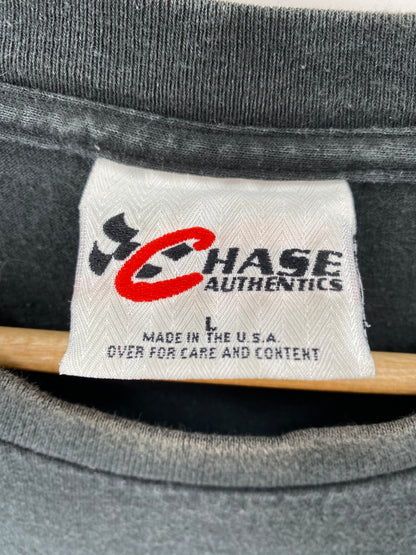 CHASE
AUTHENTICS
L
MADE IN THE U.S.A.
OVER FOR CARE AND CONTENT